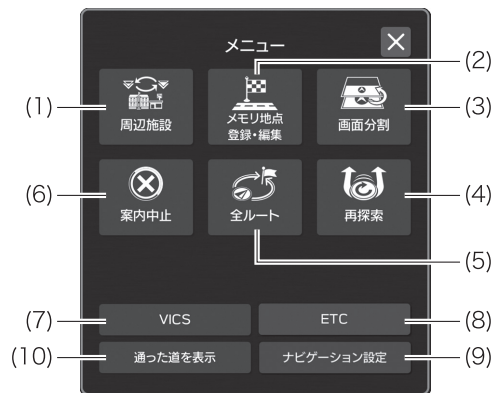 メニュー
(2)
(1)
周辺施設
メモリ地点
登録・編集
画面分割
(3)
(6)
案内中止
全ルート
再探索
(4)
(5)
(7)
VICS
ETC
(8)
(10)
通った道を表示
ナビゲーション設定
(9)